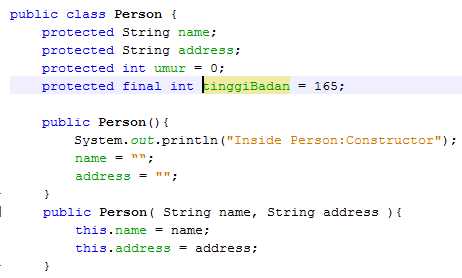 public class Person {
    protected String name;
    protected String address;
    protected int umur = 0;
    protected final int tinggiBadan = 165;

    public Person(){
        System.out.println("Inside Person:Constructor");
        name = "";
        address = "";
    }
    public Person( String name, String address ){
        this.name = name;
        this.address = address;
    }